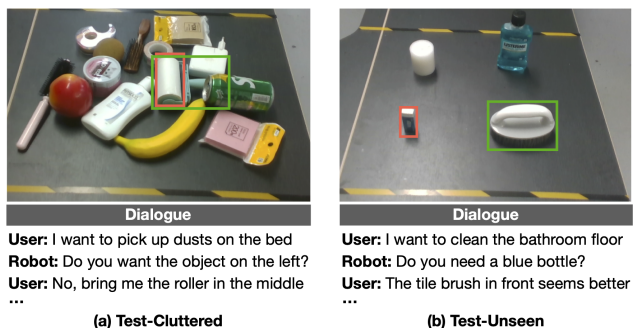 Dialogue
User: I want to pick up dusts on the bed
Robot: Do you want the object on the left?
User: No, bring me the roller in the middle
...
(a) Test-Cluttered
LISTERINE
Dialogue
User: I want to clean the bathroom floor
Robot: Do you need a blue bottle?
User: The tile brush in front seems better
...
(b) Test-Unseen